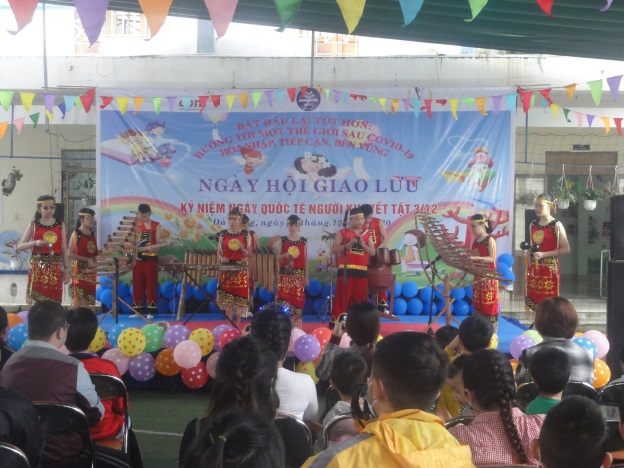 BẮT ĐẦU LẠI TỐT HƠN:
HƯỚNG TỚI MỘT THẾ GIỚI SAU COVID-19
HOÀ NHẬP, TIẾP CẬN, BỀN VỮNG
NGÀY HỘI GIAO LƯU
KỶ NIỆM NGÀY QUỐC TẾ NGƯỜI KHUYẾT TẬT 3/12